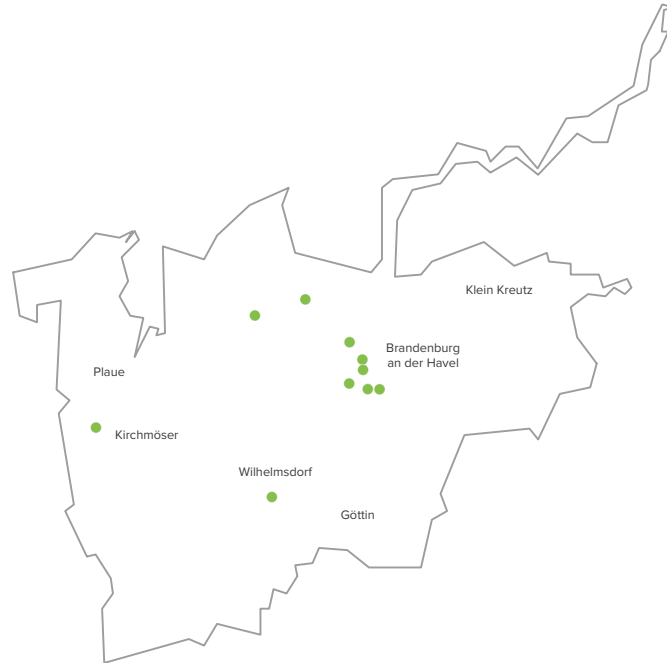 Klein Kreutz
Brandenburg
an der Havel
Plaue
Kirchmöser
Wilhelmsdorf
Göttin